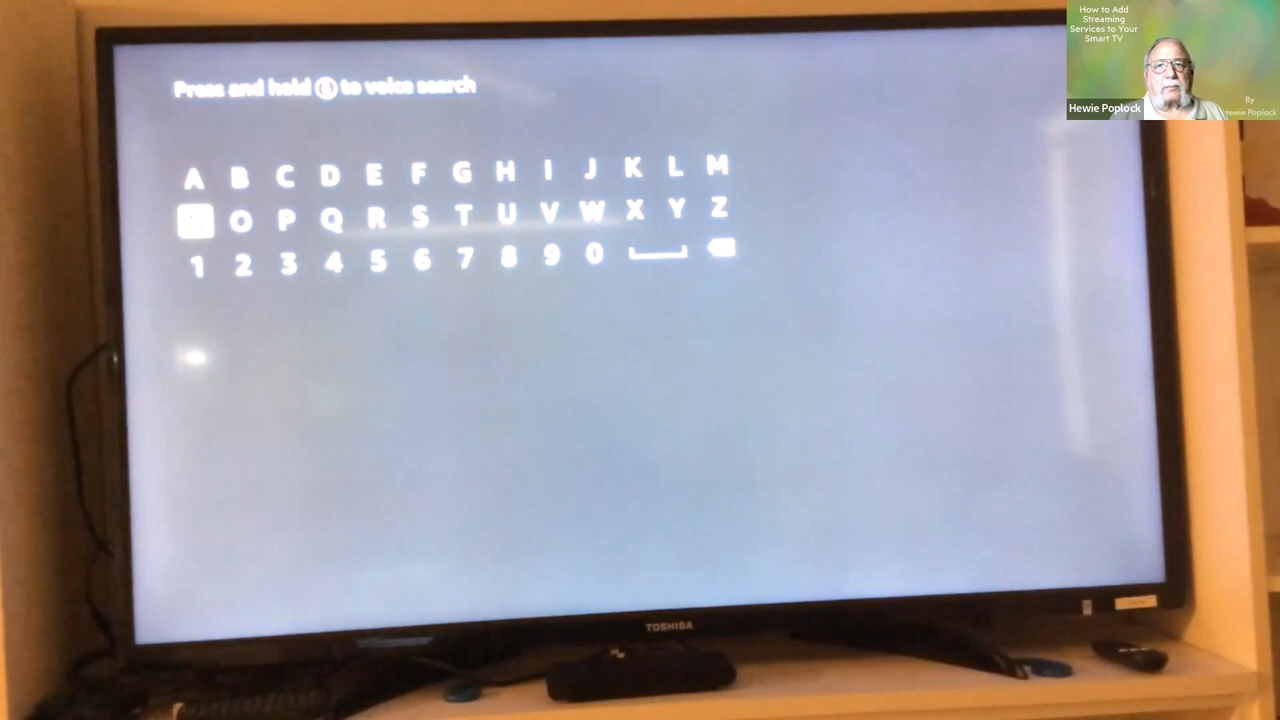 Press and hold to voice search
A B C D E F G H I J K L M
O P Q R S T U V W X Y Z
1 2 3 4 5 6 7 8 9 0
TOSHIBA
How to Add
Streaming
Services to Your
Smart TV
Hewie Poplock
By
Hewie Poplock